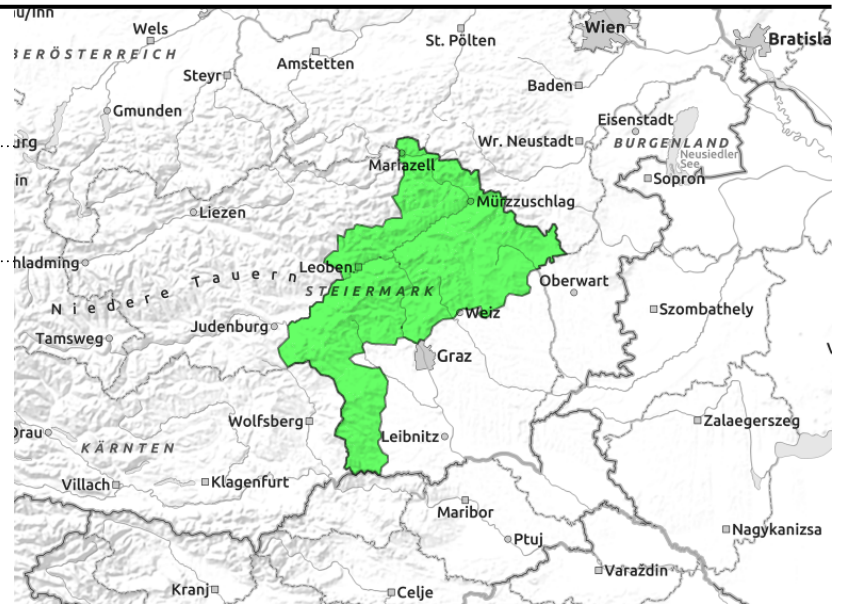 Wels
Wien
BERÖSTERREICH
St. Pölten
Bratisla
Amstetten
Steyr
Baden
Gmunden
Eisenstadt
Wr. Neustadt
BURGENLAND
Neusiedler
See
Mariazell
Sopron
Mürzzuschlag
Liezen
hladming
Leoben
Niedere Tauern
STEIERMARK
Oberwart
Szombathely
Weiz
Judenburg
Tamsweg
Graz
Wolfsberg
Zalaegerszeg
Drau
Leibnitz
KÄRNTEN
Villach
Klagenfurt
Maribor
Nagykanizsa
Ptuj
Varaždin
Kranj
Celje